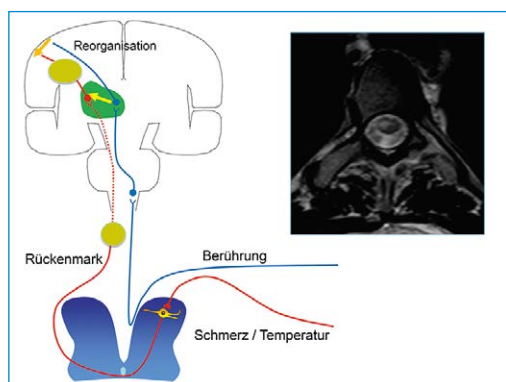 Reorganisation
Rückenmark
Berührung
Schmerz / Temperatur